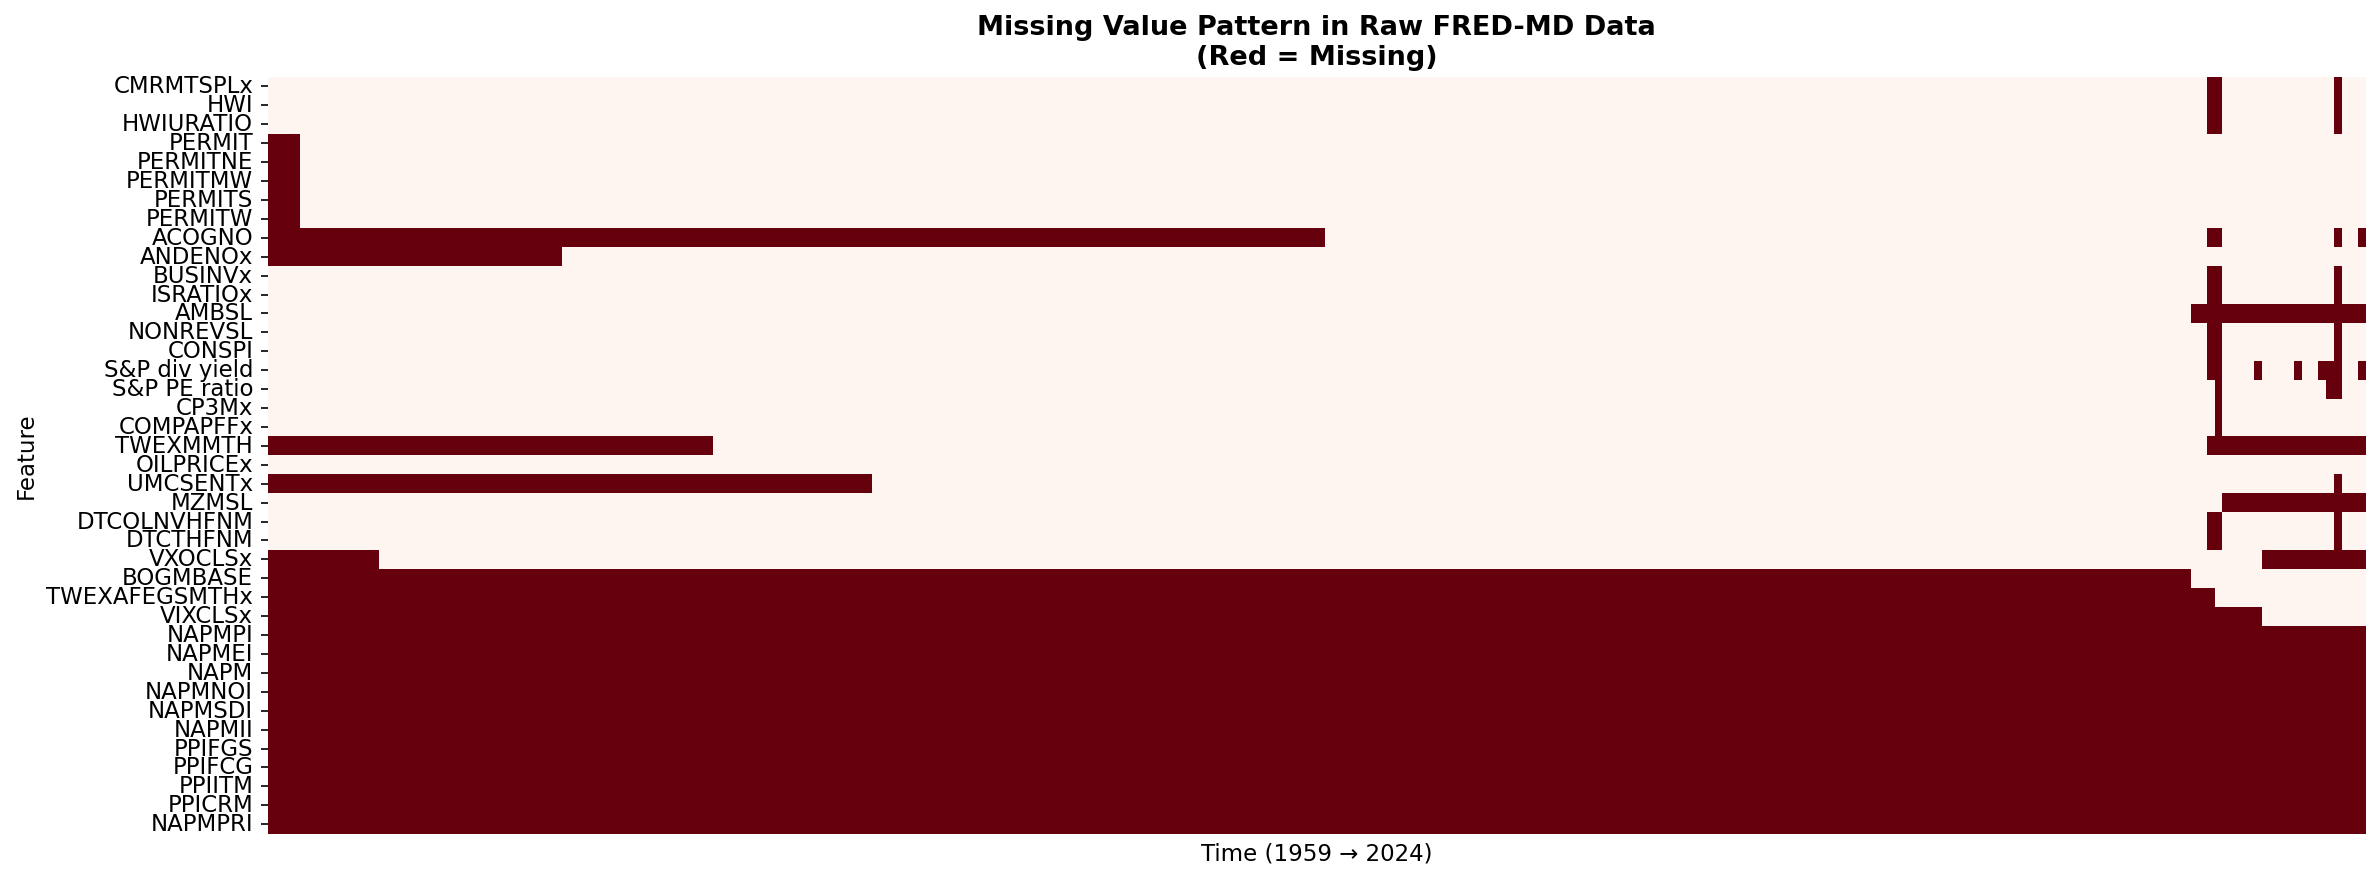 Missing Value Pattern in Raw FRED-MD Data
(Red = Missing)
CMRMTSPLx
HWI
HWIURATIO
PERMIT
PERMITNE
PERMITMW
PERMITS
PERMITW
ACOGNO
ANDENOx
BUSINVx
ISRATIOx
AMBSL
NONREVSL
CONSPI
S&P div yield
S&P PE ratio
CP3Mx
COMPAPFFx
TWEXMMTH
OILPRICEx
UMCSENTx
MZMSL
DTCOLNVHFNM
DTCTHFNM
VXOCLSx
BOGMBASE
TWEXAFEGSMTHx
VIXCLSx
NAPMPI
NAPMEI
NAPM
NAPMNOI
NAPMSDI
NAPMII
PPIFGS
PPIFCG
PPIITM
PPICRM
NAPMPRI
Feature
Time (1959 → 2024)